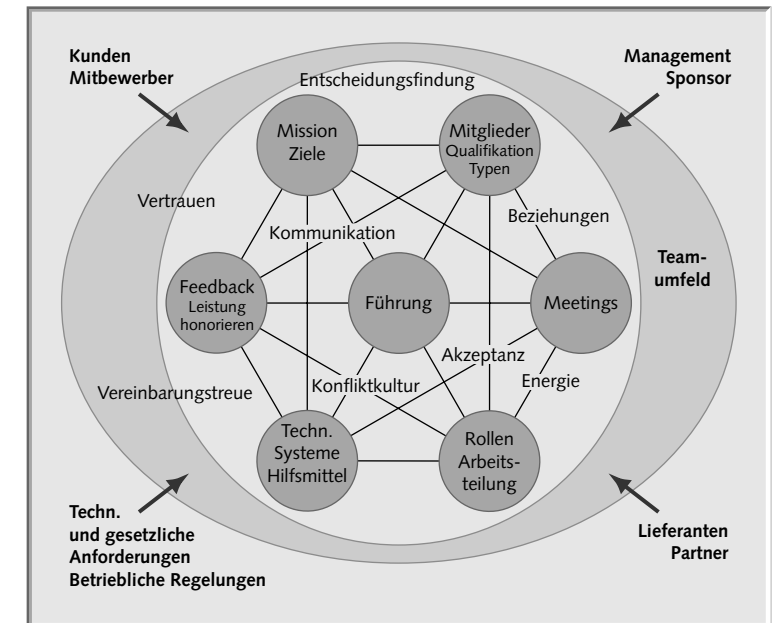 Kunden
Mitbewerber
Management
Sponsor
Entscheidungsfindung
Mission
Ziele
Mitglieder
Qualifikation
Typen
Vertrauen
Beziehungen
Kommunikation
Team-
umfeld
Feedback
Leistung
honorieren
Führung
Meetings
Akzeptanz
Energie
Konfliktkultur
Vereinbarungstreue
Techn.
Systeme
Hilfsmittel
Rollen
Arbeits-
teilung
Techn.
und gesetzliche
Anforderungen
Betriebliche Regelungen
Lieferanten
Partner